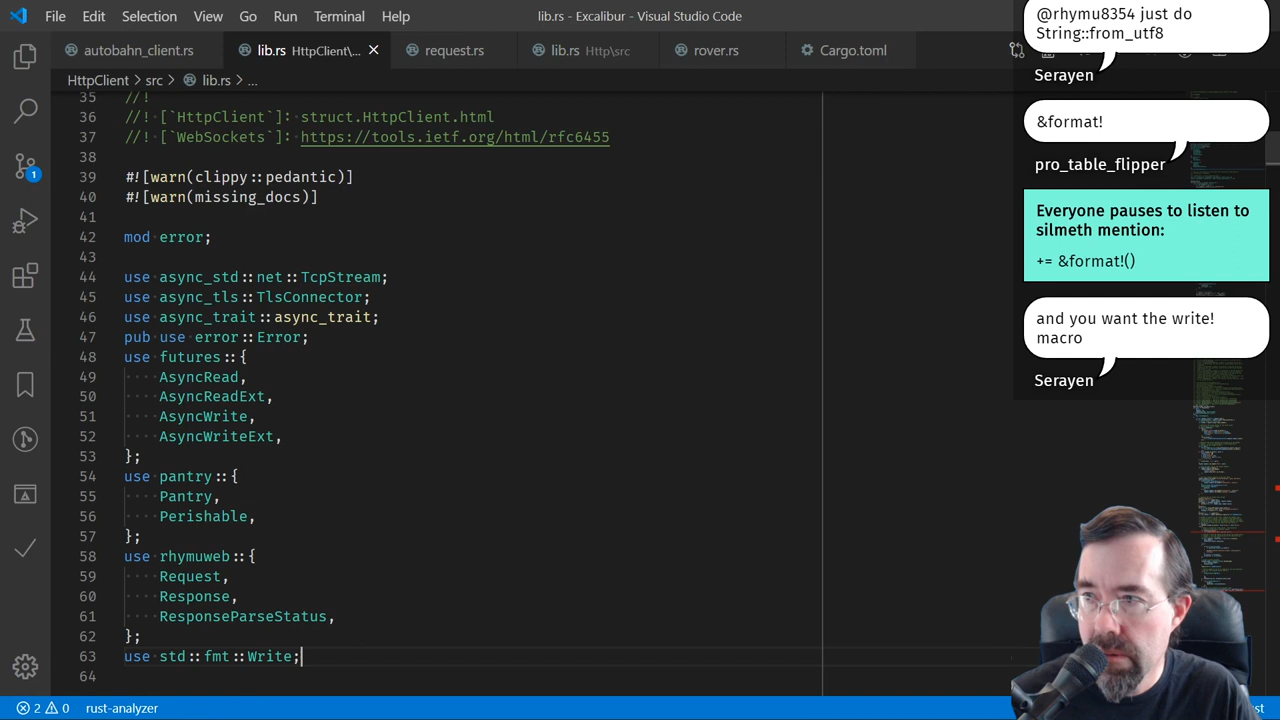 File Edit Selection View Go Run Terminal Help
lib.rs - Excalibur - Visual Studio Code
autobahn_client.rs
lib.rs HttpClient\...
request.rs
lib.rs Http\src
rover.rs
Cargo.toml
HttpClient > src > lib.rs > ...
35 //!
36 //! [`HttpClient`]: struct.HttpClient.html
37 //! [`WebSockets`]: https://tools.ietf.org/html/rfc6455
38
39 #![warn(clippy::pedantic)]
40 #![warn(missing_docs)]
41
42 mod error;
43
44 use async_std::net::TcpStream;
45 use async_tls::TlsConnector;
46 use async_trait::async_trait;
47 pub use error::Error;
48 use futures::{
49 AsyncRead,
50 AsyncReadExt,
51 AsyncWrite,
52 AsyncWriteExt,
53 };
54 use pantry::{
55 Pantry,
56 Perishable,
57 };
58 use rhymuweb::{
59 Request,
60 Response,
61 ResponseParseStatus,
62 };
63 use std::fmt::Write;
64
1
2 0 rust-analyzer
@rhymu8354 just do
String::from_utf8
Serayen
&format!
pro_table_flipper
Everyone pauses to listen to
silmeth mention:
+= &format!()
and you want the write!
macro
Serayen